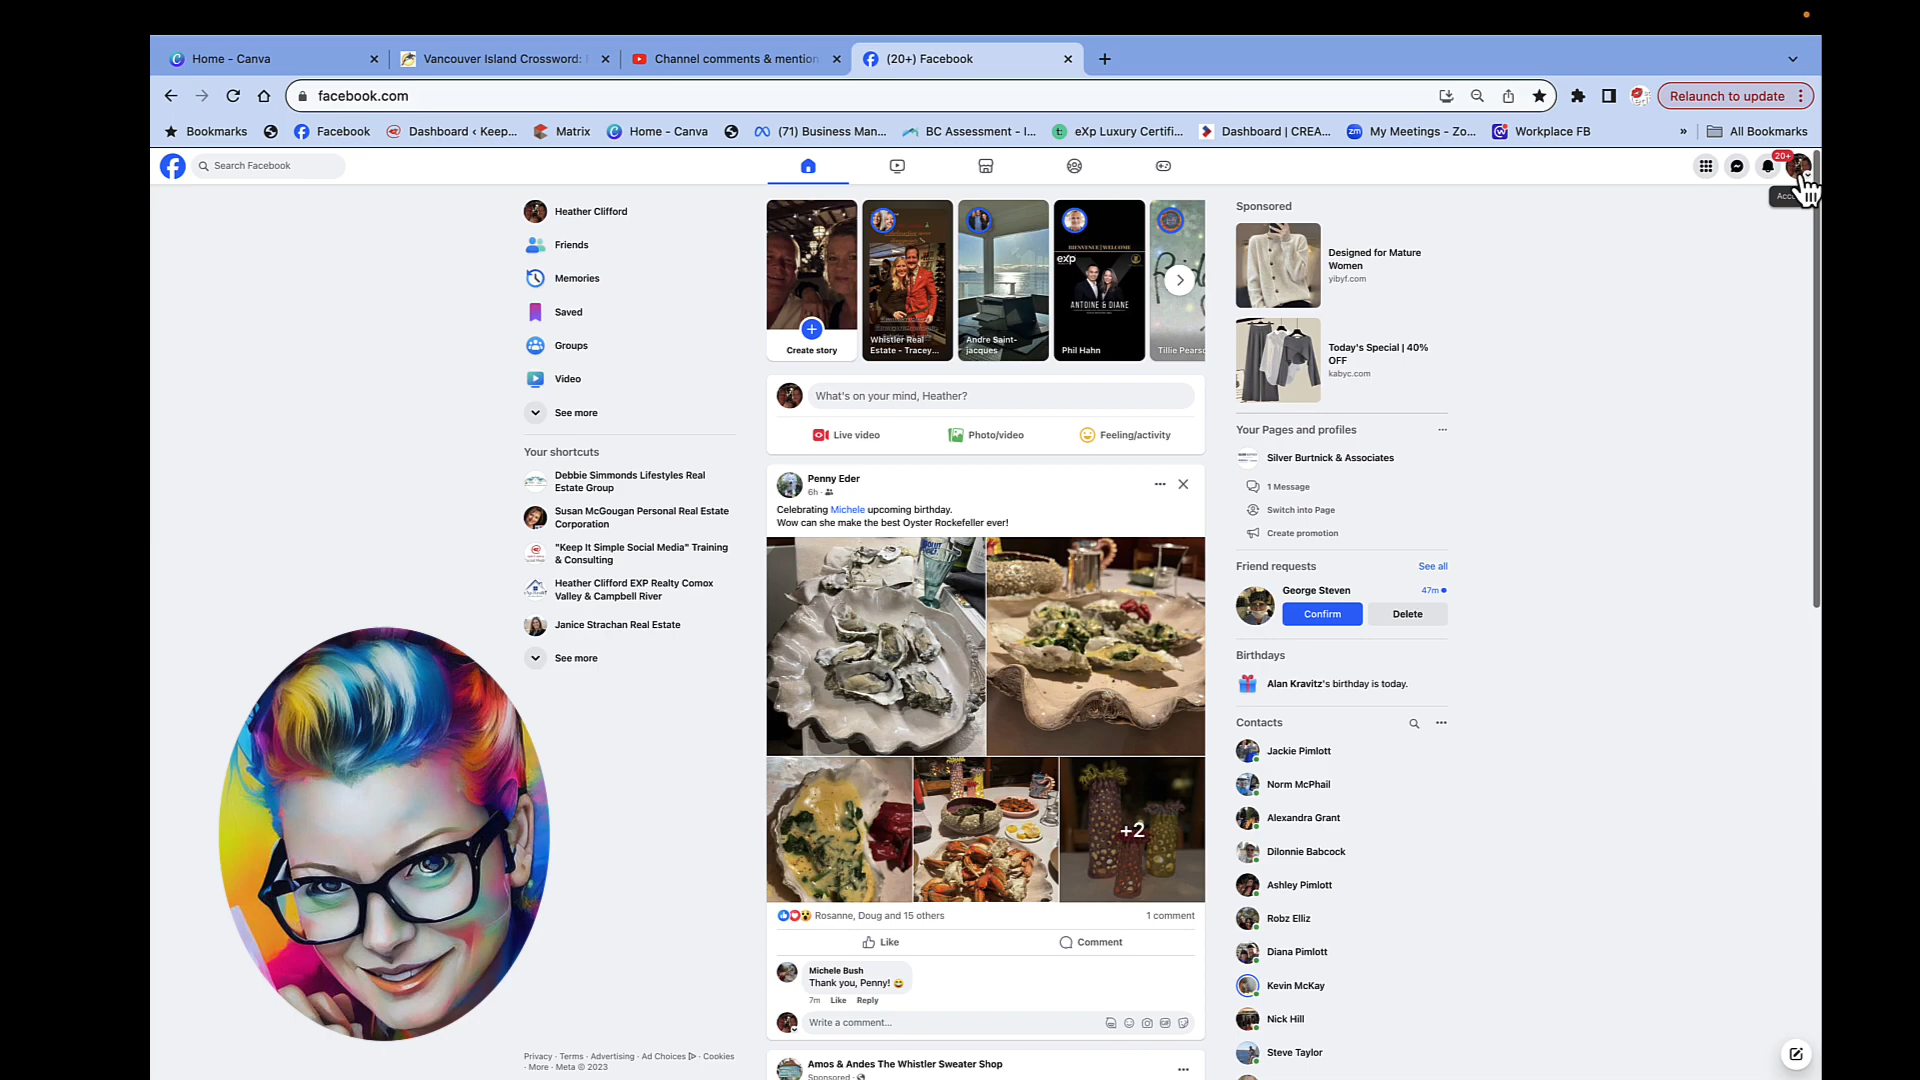 Home - Canva
Vancouver Island Crossword:
Channel comments & mention
(20+) Facebook
facebook.com
Relaunch to update
Bookmarks
Facebook
Dashboard ‹ Keep...
Matrix
Home - Canva
(71) Business Man...
BC Assessment - I...
eXp Luxury Certifi...
Dashboard | CREA...
My Meetings - Zo...
Workplace FB
»
All Bookmarks
Search Facebook
20+
Heather Clifford
Friends
Memories
Saved
Groups
Video
See more
Your shortcuts
Debbie Simmonds Lifestyles Real
Estate Group
Susan McGougan Personal Real Estate
Corporation
"Keep It Simple Social Media" Training
& Consulting
Heather Clifford EXP Realty Comox
Valley & Campbell River
Janice Strachan Real Estate
See more
Privacy · Terms · Advertising · Ad Choices · Cookies
· More · Meta © 2023
Create story
Whistler Real
Estate - Tracey...
Andre Saint-
jacques
BIENVENUE | WELCOME
exp
ANTOINE & DIANE
Phil Hahn
Tillie Pearso
What's on your mind, Heather?
Live video
Photo/video
Feeling/activity
Penny Eder
6h ·
Celebrating Michele upcoming birthday.
Wow can she make the best Oyster Rockefeller ever!
+2
Rosanne, Doug and 15 others
1 comment
Like
Comment
Michele Bush
Thank you, Penny! 😄
7m Like Reply
Write a comment...
Amos & Andes The Whistler Sweater Shop
Sponsored ·
Sponsored
Designed for Mature
Women
yibyf.com
Today's Special | 40%
OFF
kabyc.com
Your Pages and profiles
Silver Burtnick & Associates
1 Message
Switch into Page
Create promotion
Friend requests
See all
George Steven
47m
Confirm
Delete
Birthdays
Alan Kravitz's birthday is today.
Contacts
Jackie Pimlott
Norm McPhail
Alexandra Grant
Dilonnie Babcock
Ashley Pimlott
Robz Elliz
Diana Pimlott
Kevin McKay
Nick Hill
Steve Taylor